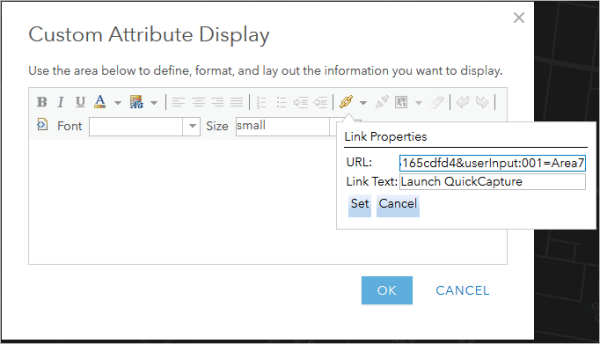 Custom Attribute Display
Use the area below to define, format, and lay out the information you want to display.
B I U A
Font Size small
Link Properties
URL: 165cdfd4&userInput:001=Area7
Link Text: Launch QuickCapture
Set Cancel
OK CANCEL